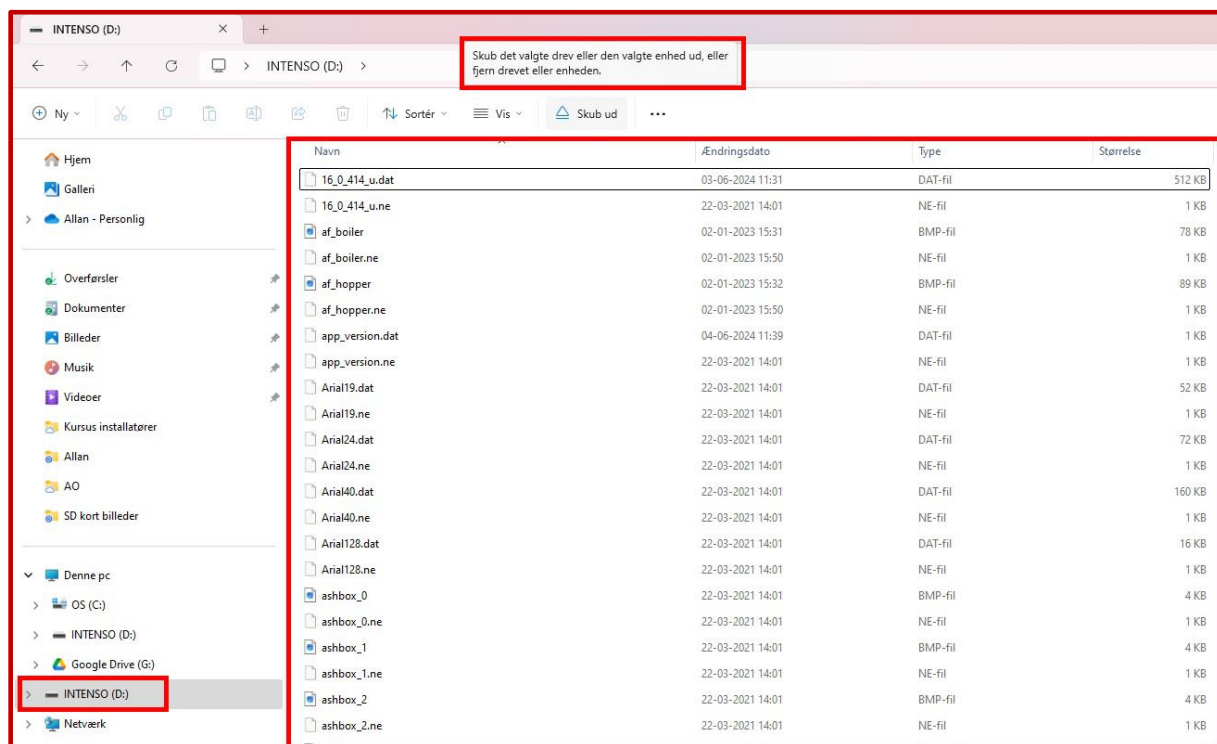 INTENSO (D:)
INTENSO (D:)
Skub det valgte drev eller den valgte enhed ud, eller
fjern drevet eller enheden.
Ny
Sortér
Vis
Skub ud
Hjem
Galleri
Allan - Personlig
Overførsler
Dokumenter
Billeder
Musik
Videoer
Kursus installatører
Allan
AO
SD kort billeder
Denne pc
OS (C:)
INTENSO (D:)
Google Drive (G:)
INTENSO (D:)
Netværk
Navn Ændringsdato Type Størrelse
16_0_414_u.dat 03-06-2024 11:31 DAT-fil 512 KB
16_0_414_u.ne 22-03-2021 14:01 NE-fil 1 KB
af_boiler 02-01-2023 15:31 BMP-fil 78 KB
af_boiler.ne 02-01-2023 15:50 NE-fil 1 KB
af_hopper 02-01-2023 15:32 BMP-fil 89 KB
af_hopper.ne 02-01-2023 15:50 NE-fil 1 KB
app_version.dat 04-06-2024 11:39 DAT-fil 1 KB
app_version.ne 22-03-2021 14:01 NE-fil 1 KB
Arial19.dat 22-03-2021 14:01 DAT-fil 52 KB
Arial19.ne 22-03-2021 14:01 NE-fil 1 KB
Arial24.dat 22-03-2021 14:01 DAT-fil 72 KB
Arial24.ne 22-03-2021 14:01 NE-fil 1 KB
Arial40.dat 22-03-2021 14:01 DAT-fil 160 KB
Arial40.ne 22-03-2021 14:01 NE-fil 1 KB
Arial128.dat 22-03-2021 14:01 DAT-fil 16 KB
Arial128.ne 22-03-2021 14:01 NE-fil 1 KB
ashbox_0 22-03-2021 14:01 BMP-fil 4 KB
ashbox_0.ne 22-03-2021 14:01 NE-fil 1 KB
ashbox_1 22-03-2021 14:01 BMP-fil 4 KB
ashbox_1.ne 22-03-2021 14:01 NE-fil 1 KB
ashbox_2 22-03-2021 14:01 BMP-fil 4 KB
ashbox_2.ne 22-03-2021 14:01 NE-fil 1 KB